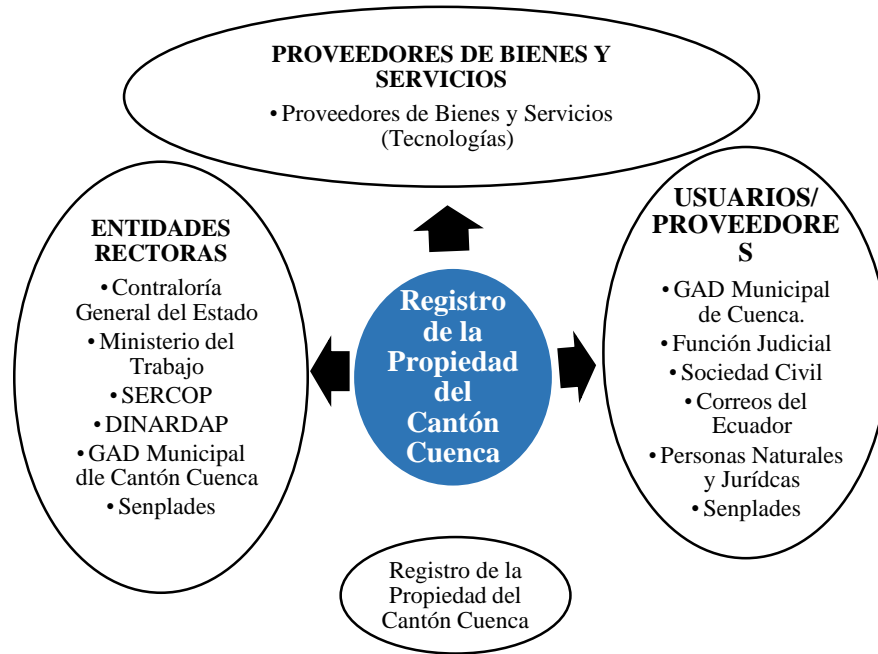 PROVEEDORES DE BIENES Y
SERVICIOS
• Proveedores de Bienes y Servicios
(Tecnologías)
ENTIDADES
RECTORAS
• Contraloría
General del Estado
• Ministerio del
Trabajo
• SERCOP
• DINARDAP
• GAD Municipal
dle Cantón Cuenca
• Senplades
Registro
de la
Propiedad
del
Cantón
Cuenca
USUARIOS/
PROVEEDORE
S
• GAD Municipal
de Cuenca.
• Función Judicial
• Sociedad Civil
• Correos del
Ecuador
• Personas Naturales
y Jurídcas
• Senplades
Registro de la
Propiedad del
Cantón Cuenca